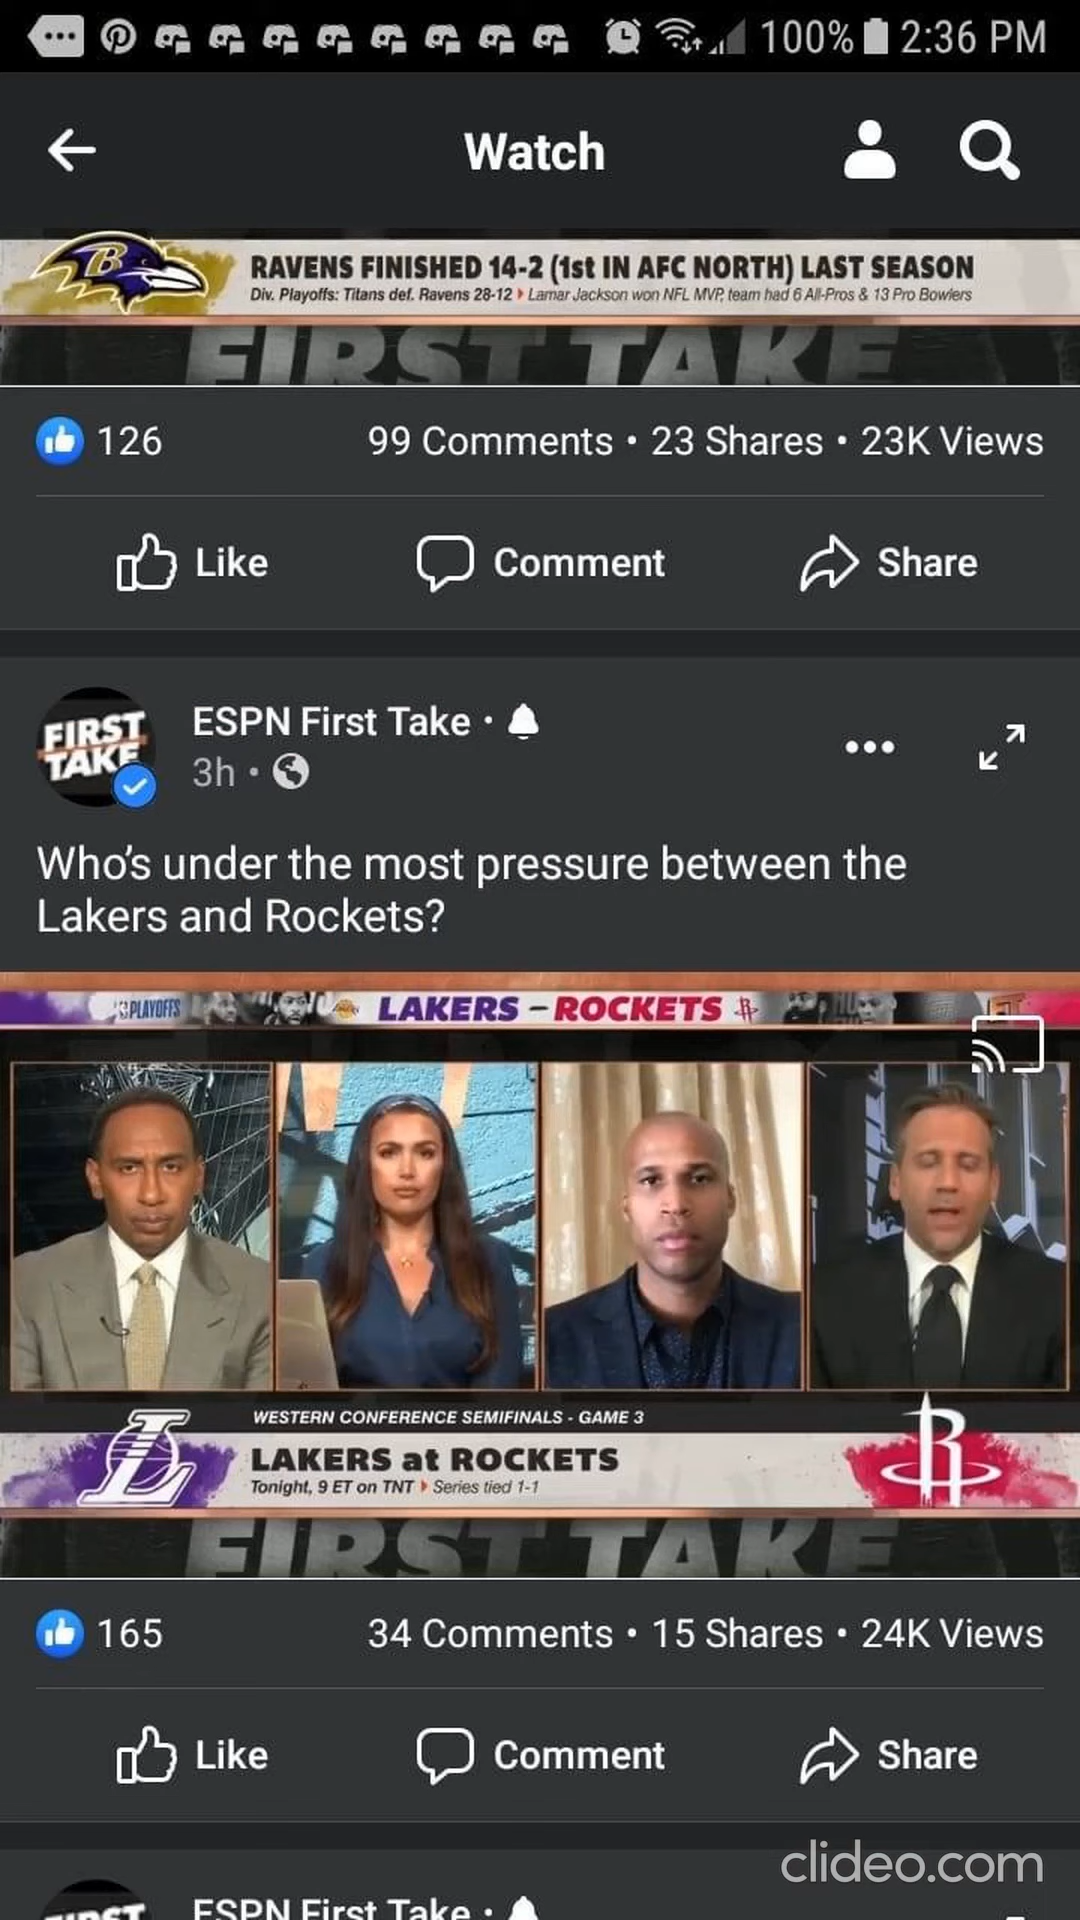 100% 2:36 PM
Watch
RAVENS FINISHED 14-2 (1st IN AFC NORTH) LAST SEASON
Div. Playoffs: Titans def. Ravens 28-12 Lamar Jackson won NFL MVP, team had 6 All-Pros & 13 Pro Bowlers
FIRST TAKE
126 99 Comments • 23 Shares • 23K Views
Like Comment Share
FIRST
TAKE
ESPN First Take •
3h •
Who's under the most pressure between the
Lakers and Rockets?
PLAYOFFS LAKERS – ROCKETS
WESTERN CONFERENCE SEMIFINALS - GAME 3
LAKERS at ROCKETS
Tonight, 9 ET on TNT Series tied 1-1
FIRST TAKE
165 34 Comments • 15 Shares • 24K Views
Like Comment Share
clideo.com
FIRST
ESPN First Take •